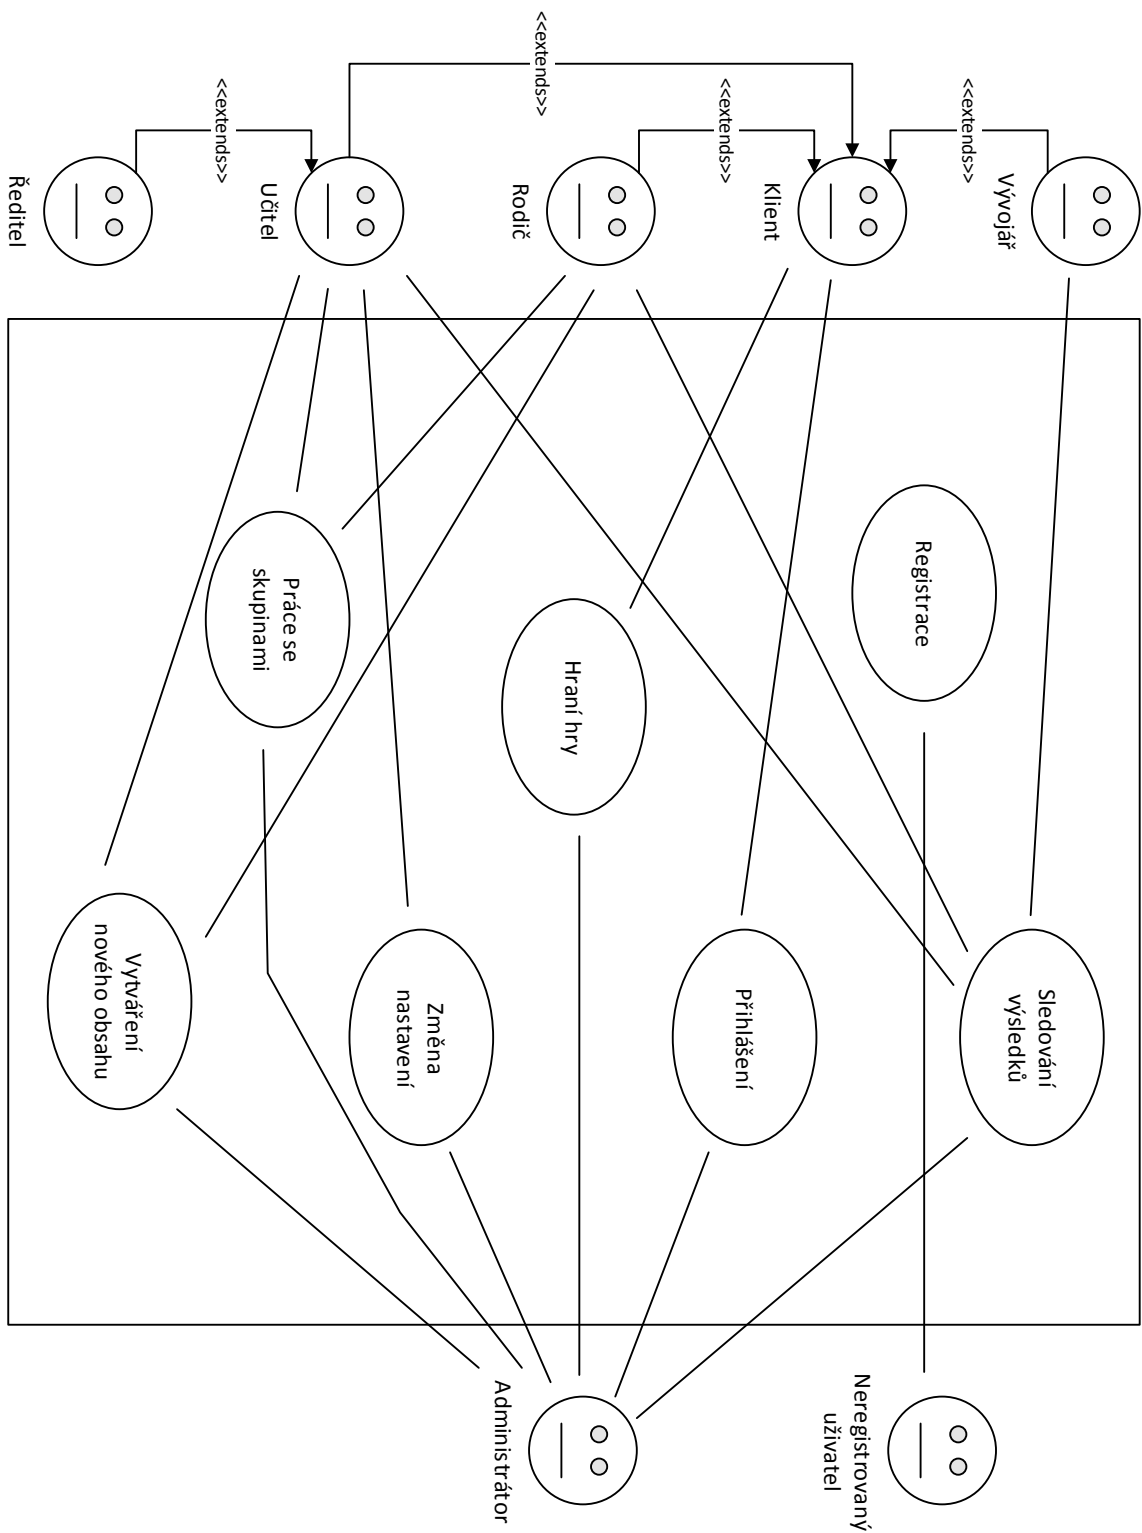 Sledování
výsledků
Vývojář
<<extends>>
Registrace
Neregistrovaný
uživatel
Klient
Přihlášení
<<extends>>
Hraní hry
<<extends>>
Rodič
Administrátor
Změna
nastavení
Práce se
skupinami
Učitel
<<extends>>
Vytváření
nového obsahu
Ředitel